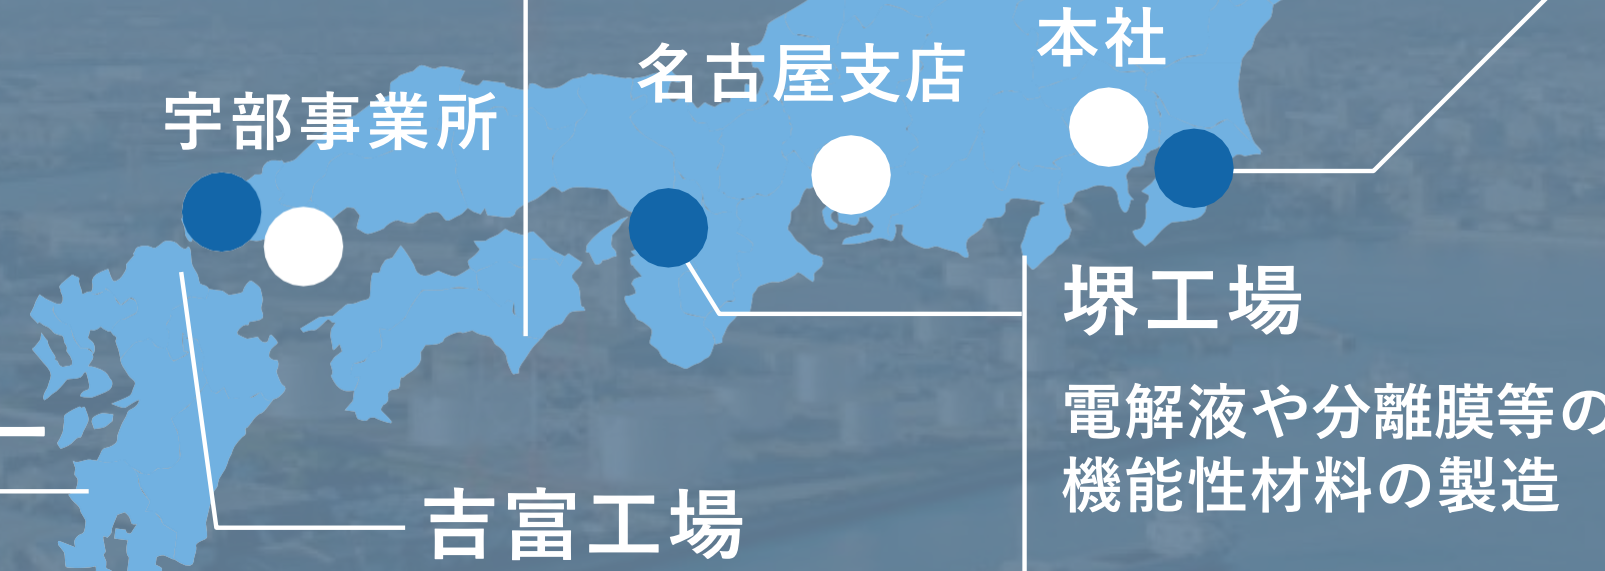 本社
名古屋支店
宇部事業所
堺工場
電解液や分離膜等の
機能性材料の製造
吉富工場